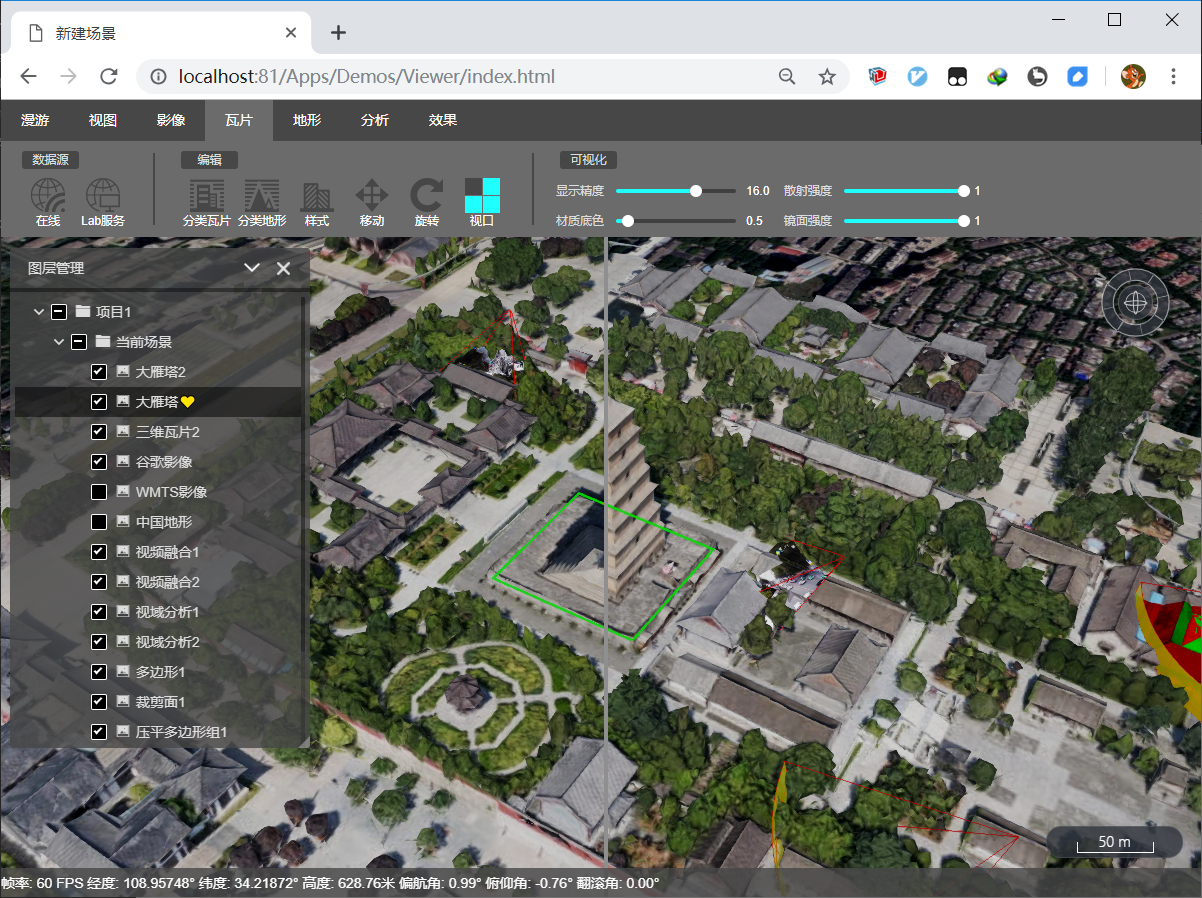 新建场景
localhost:81/Apps/Demos/Viewer/index.html
漫游 视图 影像 瓦片 地形 分析 效果
数据源 编辑 可视化
显示精度 16.0 散射强度 1
材质底色 0.5 镜面强度 1
在线 Lab服务 分类瓦片 分类地形 样式 移动 旋转 视口
图层管理
项目1
当前场景
大雁塔2
大雁塔
三维瓦片2
谷歌影像
WMTS影像
中国地形
视频融合1
视频融合2
视域分析1
视域分析2
多边形1
裁剪面1
压平多边形组1
50 m
帧率: 60 FPS 经度: 108.95748° 纬度: 34.21872° 高度: 628.76米 偏航角: 0.99° 俯仰角: -0.76° 翻滚角: 0.00°